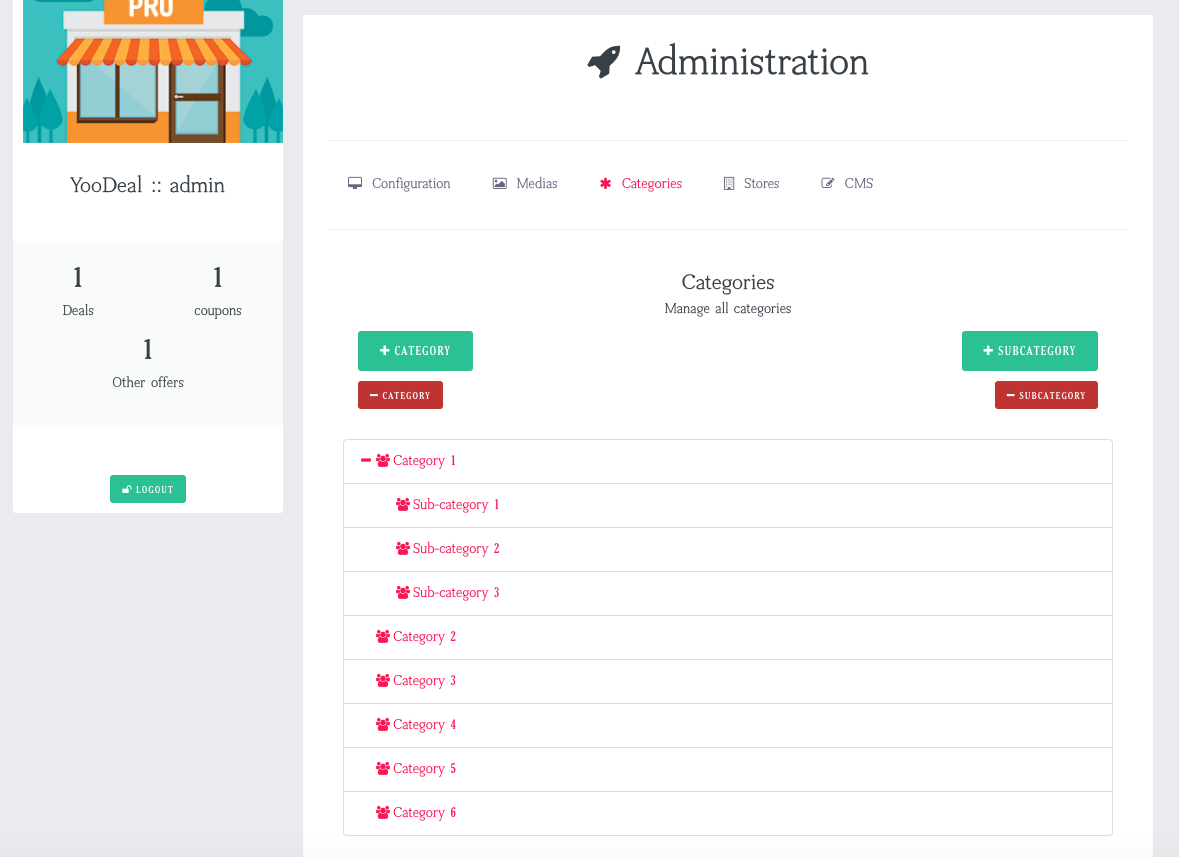 PRO
YooDeal :: admin
1
Deals
1
coupons
1
Other offers
LOGOUT
Administration
Configuration
Medias
Categories
Stores
CMS
Categories
Manage all categories
CATEGORY
SUBCATEGORY
CATEGORY
SUBCATEGORY
Category 1
Sub-category 1
Sub-category 2
Sub-category 3
Category 2
Category 3
Category 4
Category 5
Category 6